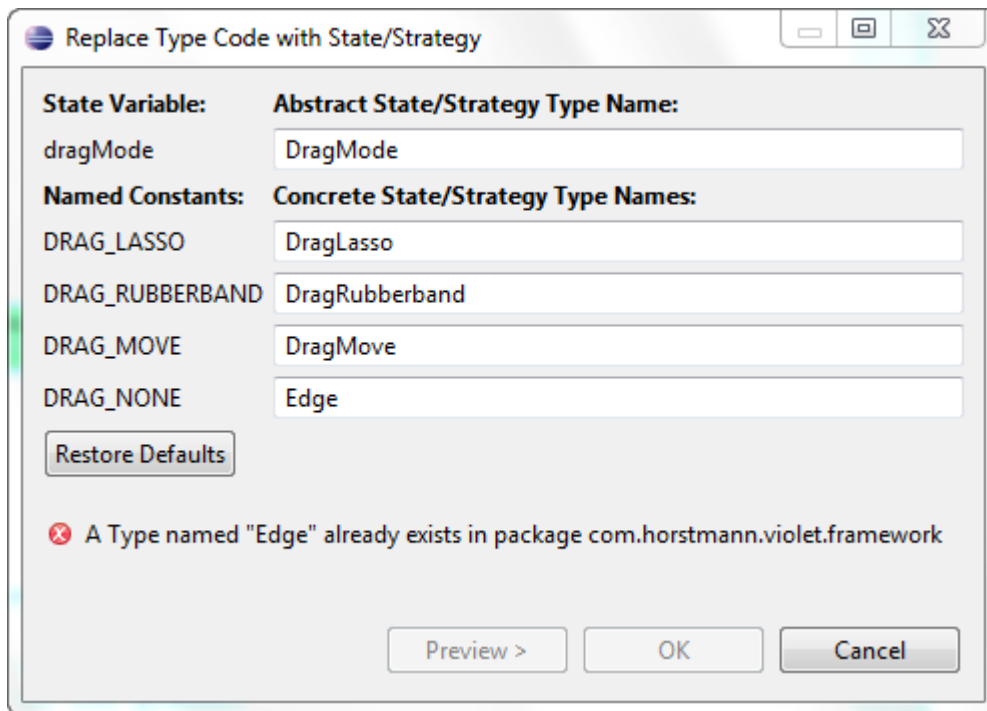 Replace Type Code with State/Strategy
State Variable: Abstract State/Strategy Type Name:
dragMode DragMode
Named Constants: Concrete State/Strategy Type Names:
DRAG_LASSO DragLasso
DRAG_RUBBERBAND DragRubberband
DRAG_MOVE DragMove
DRAG_NONE Edge
Restore Defaults
A Type named "Edge" already exists in package com.horstmann.violet.framework
Preview > OK Cancel